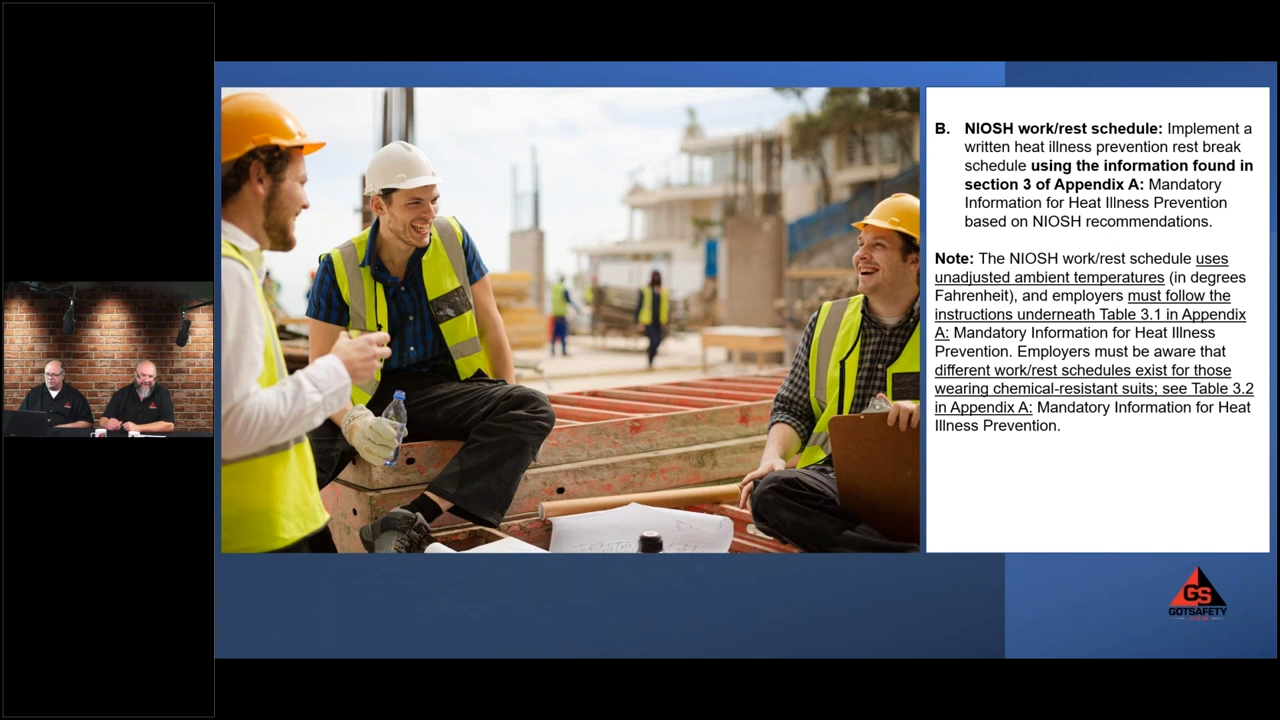 B. NIOSH work/rest schedule: Implement a
written heat illness prevention rest break
schedule using the information found in
section 3 of Appendix A: Mandatory
Information for Heat Illness Prevention
based on NIOSH recommendations.
Note: The NIOSH work/rest schedule uses
unadjusted ambient temperatures (in degrees
Fahrenheit), and employers must follow the
instructions underneath Table 3.1 in Appendix
A: Mandatory Information for Heat Illness
Prevention. Employers must be aware that
different work/rest schedules exist for those
wearing chemical-resistant suits; see Table 3.2
in Appendix A: Mandatory Information for Heat
Illness Prevention.
GS
GOTSAFETY